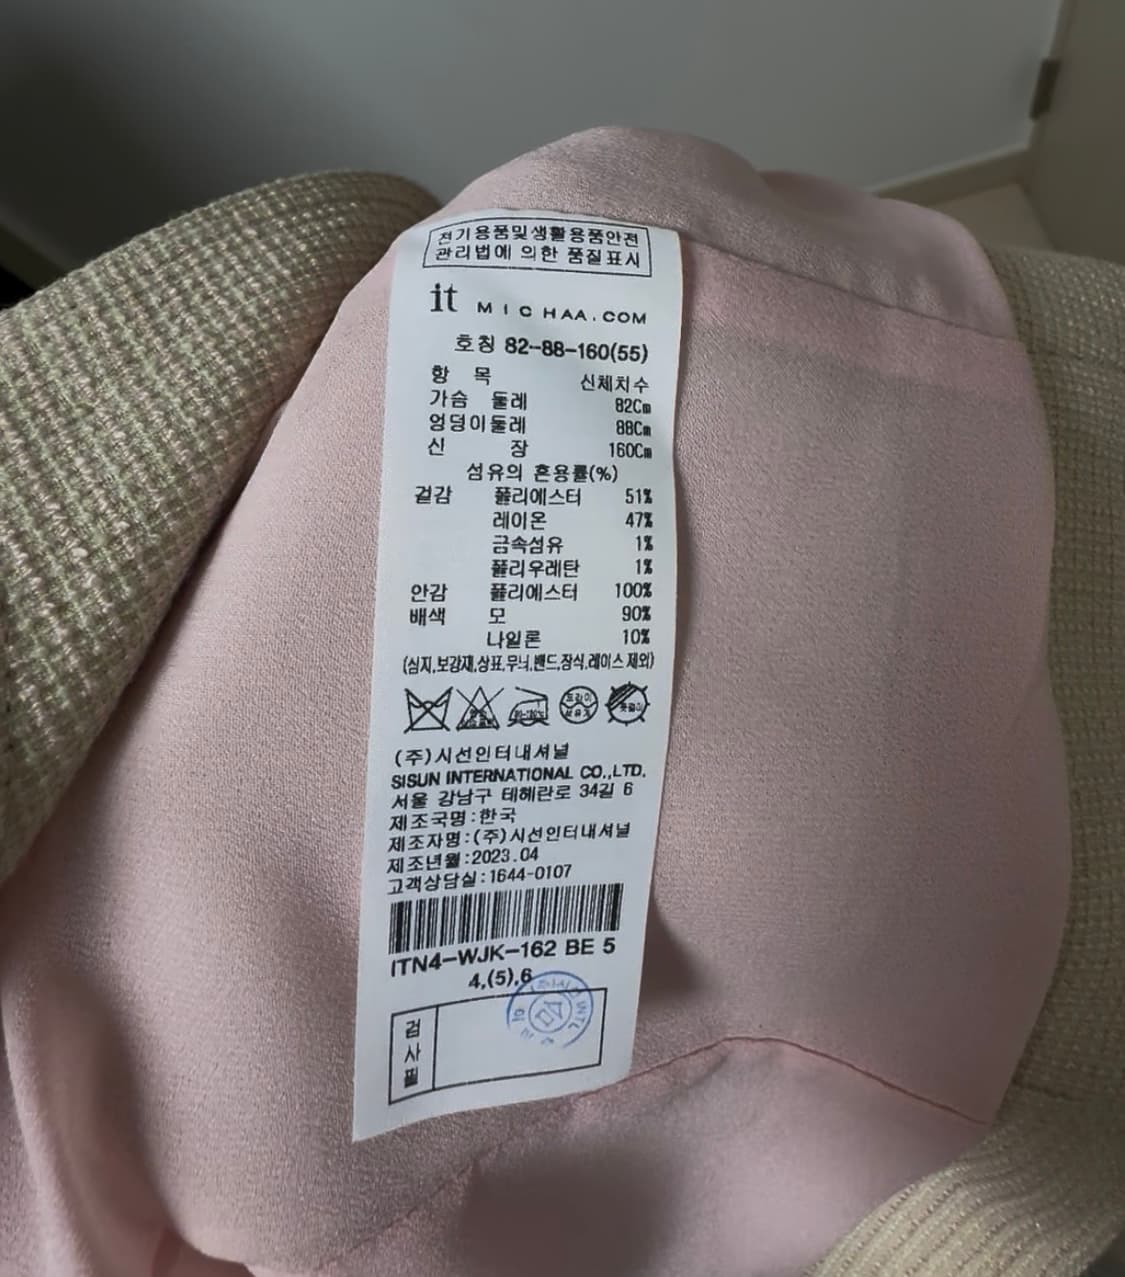 전기용품및생활용품안전
관리법에 의한 품질표시
it MICHAA.COM
호칭 82-88-160(55)
항 목 신체치수
가슴 둘레 82Cm
엉덩이둘레 88Cm
신 장 160Cm
섬유의 혼용률(%)
겉감 폴리에스터 51%
레이온 47%
금속섬유 1%
폴리우레탄 1%
안감 폴리에스터 100%
배색 모 90%
나일론 10%
(심지,보강재,상표,무늬,밴드,장식,레이스 제외)
(주)시선인터내셔널
SISUN INTERNATIONAL CO.,LTD.
서울 강남구 테헤란로 34길 6
제조국명:한국
제조자명:(주)시선인터내셔널
제조년월:2023.04
고객상담실:1644-0107
ITN4-WJK-162 BE 5
4,(5),6
검사필